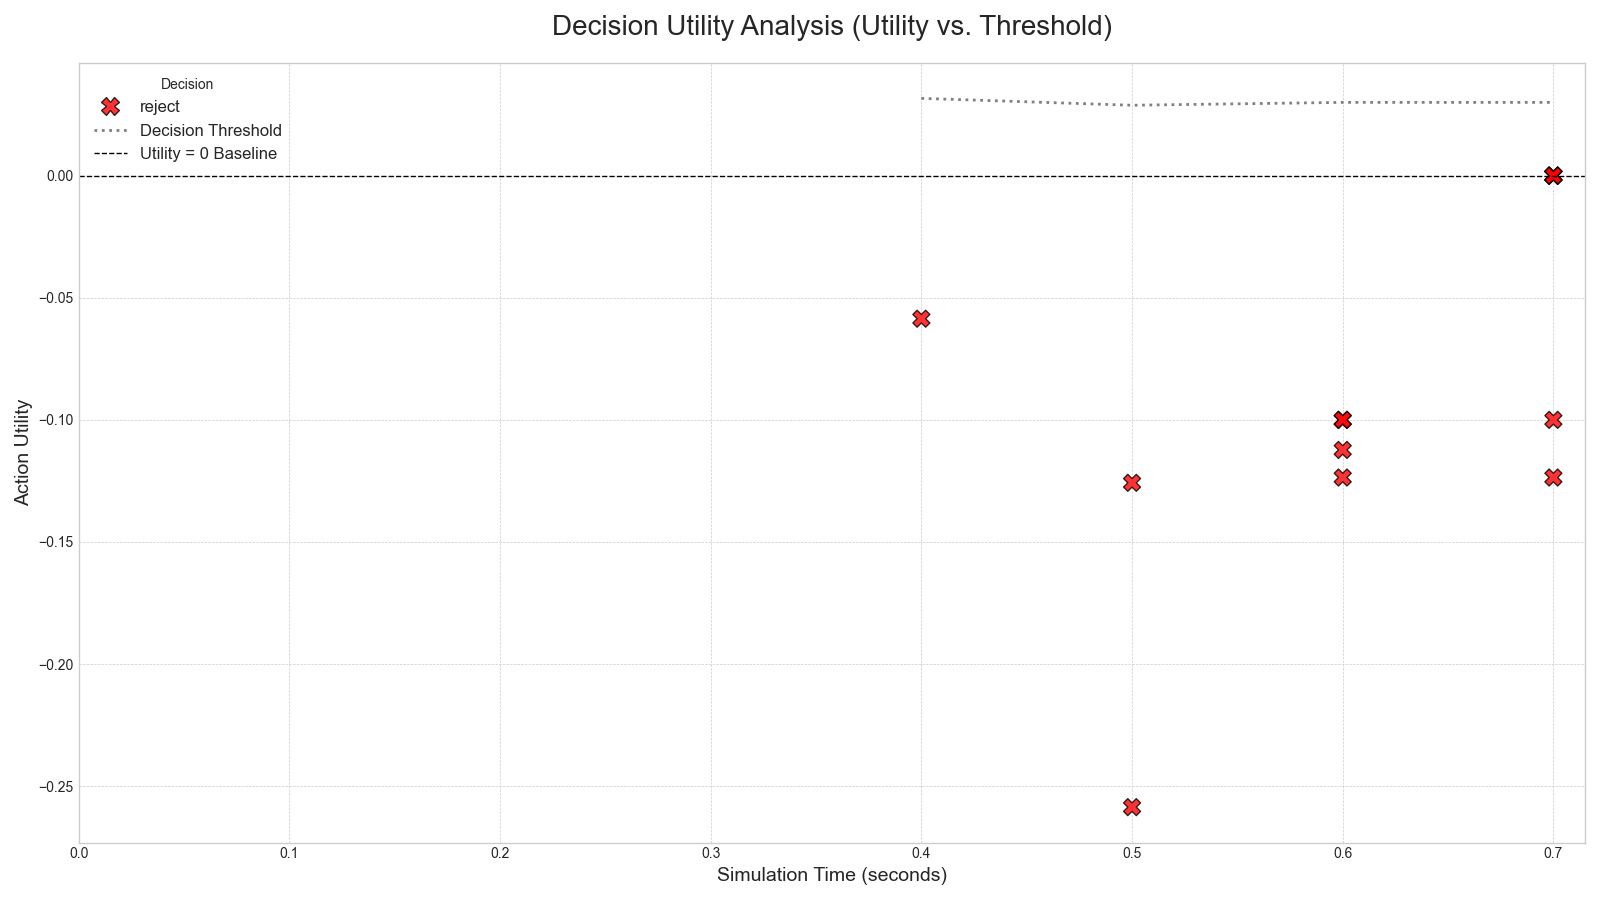 Decision Utility Analysis (Utility vs. Threshold)
Decision
reject
Decision Threshold
Utility = 0 Baseline
0.00
−0.05
−0.10
−0.15
−0.20
−0.25
Action Utility
0.0 0.1 0.2 0.3 0.4 0.5 0.6 0.7
Simulation Time (seconds)